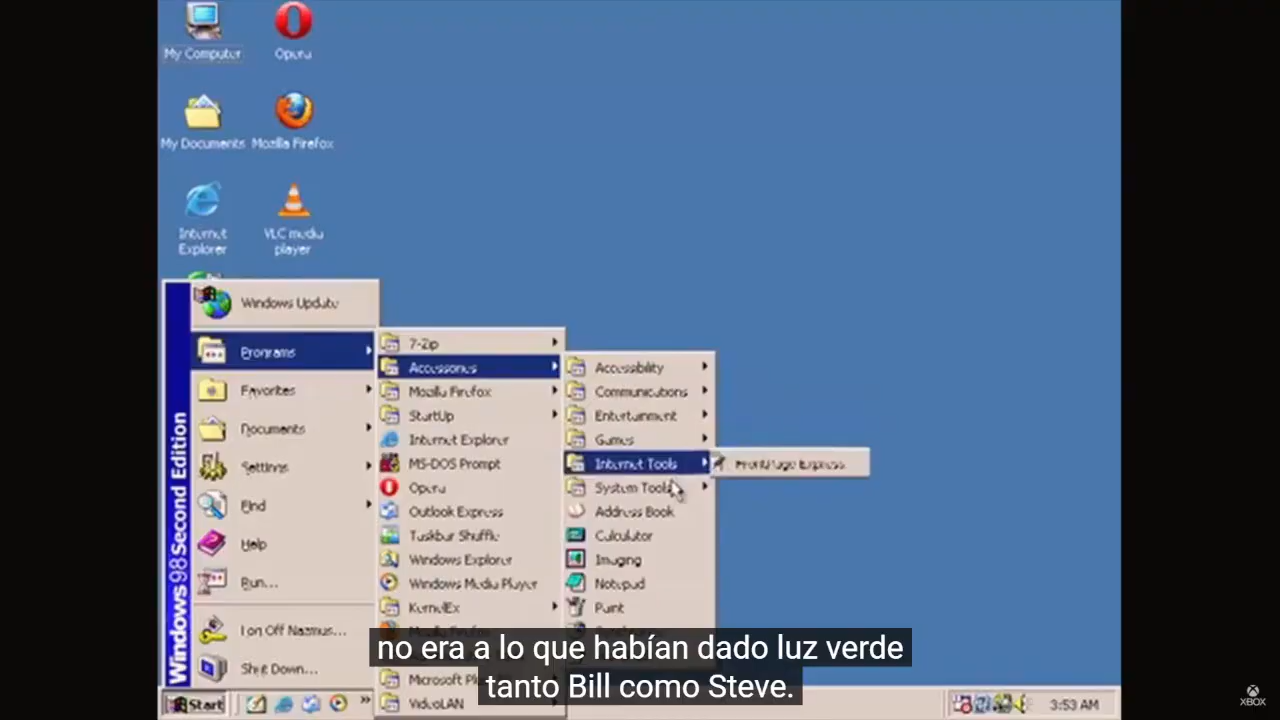 My Computer
Opera
My Documents
Mozilla Firefox
Internet
Explorer
VLC media
player
Windows Update
Programs
Favorites
Documents
Settings
Find
Help
Run...
Log Off Nazmus...
Shut Down...
Windows 98 Second Edition
7-Zip
Accessories
Mozilla Firefox
StartUp
Internet Explorer
MS-DOS Prompt
Opera
Outlook Express
Taskbar Shuffle
Windows Explorer
Windows Media Player
KernelEx
Mozilla Firefox
Microsoft
VideoLAN
Accessibility
Communications
Entertainment
Games
Internet Tools
System Tools
Address Book
Calculator
Imaging
Notepad
Paint
FrontPage Express
no era a lo que habían dado luz verde
tanto Bill como Steve.
Start
3:53 AM
XBOX